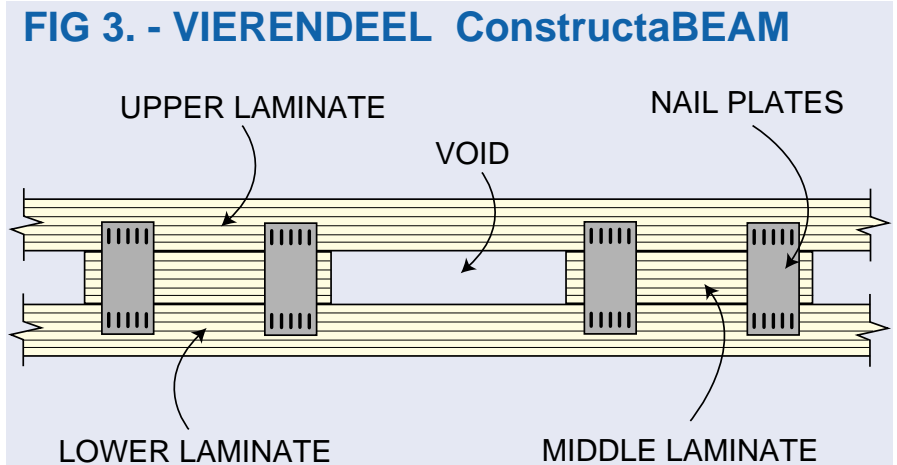 FIG 3. - VIERENDEEL ConstructaBEAM
UPPER LAMINATE
NAIL PLATES
VOID
LOWER LAMINATE
MIDDLE LAMINATE